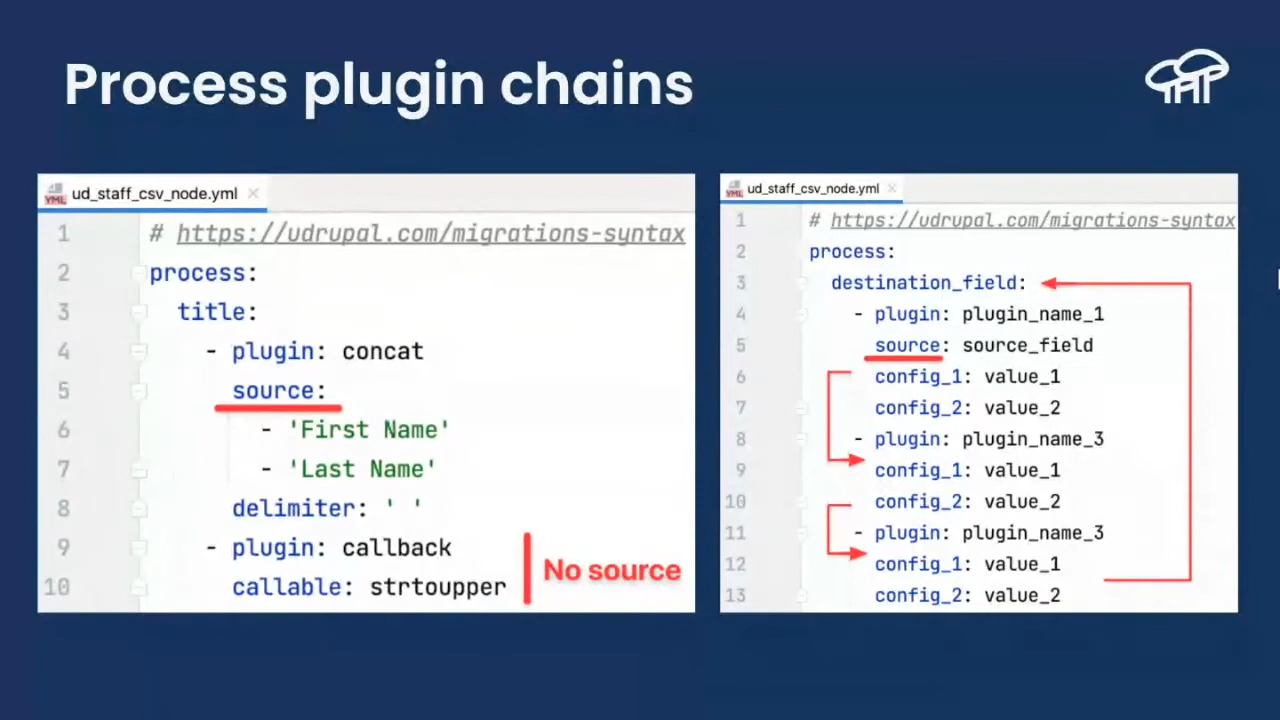 Process plugin chains
ud_staff_csv_node.yml
1 # https://udrupal.com/migrations-syntax
2 process:
3 title:
4 - plugin: concat
5 source:
6 - 'First Name'
7 - 'Last Name'
8 delimiter: ' '
9 - plugin: callback
10 callable: strtoupper
No source
ud_staff_csv_node.yml
1 # https://udrupal.com/migrations-syntax
2 process:
3 destination_field:
4 - plugin: plugin_name_1
5 source: source_field
6 config_1: value_1
7 config_2: value_2
8 - plugin: plugin_name_3
9 config_1: value_1
10 config_2: value_2
11 - plugin: plugin_name_3
12 config_1: value_1
13 config_2: value_2